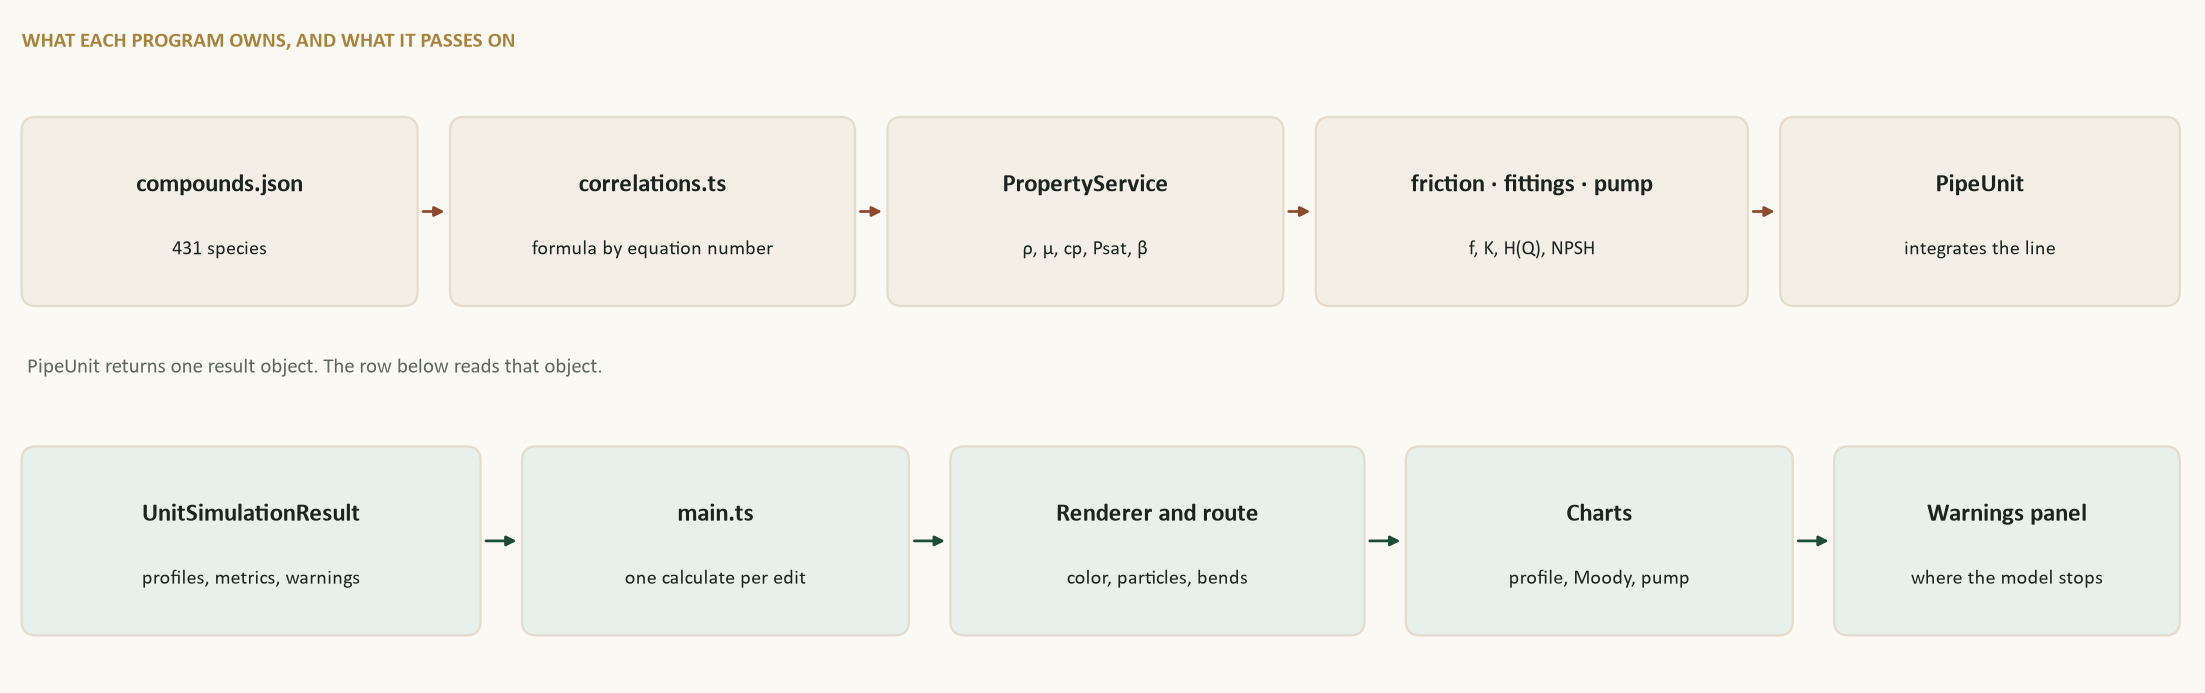 WHAT EACH PROGRAM OWNS, AND WHAT IT PASSES ON
compounds.json
431 species
correlations.ts
formula by equation number
PropertyService
ρ, μ, cp, Psat, β
friction · fittings · pump
f, K, H(Q), NPSH
PipeUnit
integrates the line
PipeUnit returns one result object. The row below reads that object.
UnitSimulationResult
profiles, metrics, warnings
main.ts
one calculate per edit
Renderer and route
color, particles, bends
Charts
profile, Moody, pump
Warnings panel
where the model stops